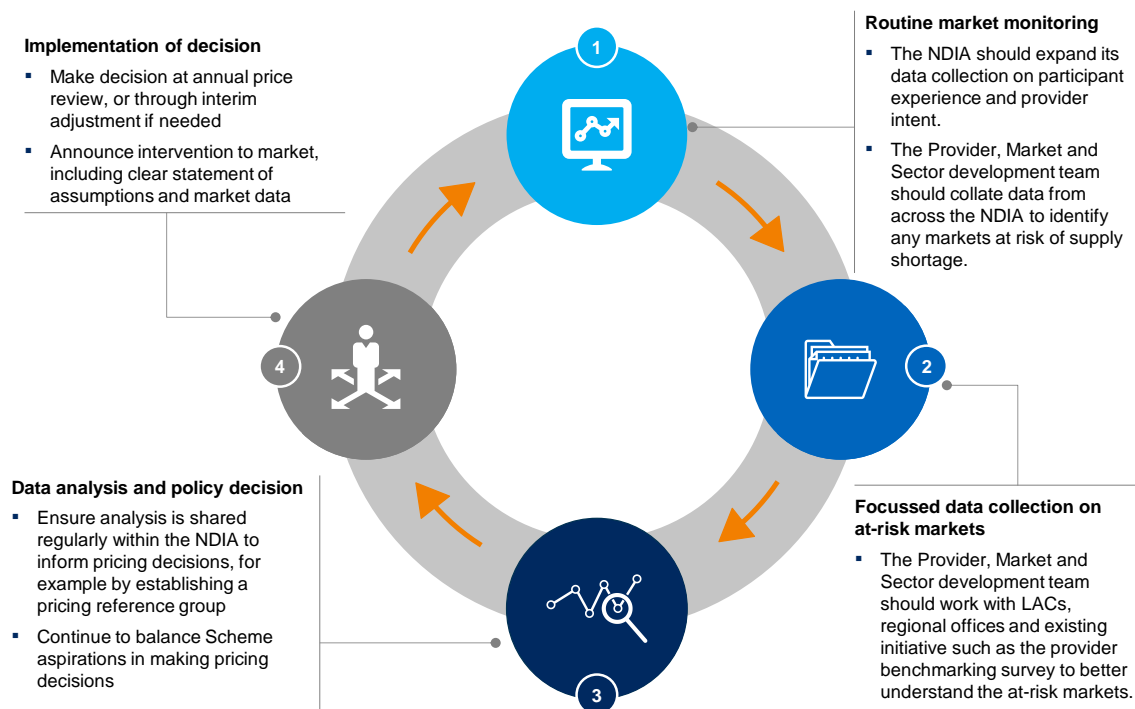 1
Routine market monitoring
▪ The NDIA should expand its
data collection on participant
experience and provider
intent.
▪ The Provider, Market and
Sector development team
should collate data from
across the NDIA to identify
any markets at risk of supply
shortage.
2
Focussed data collection on
at-risk markets
▪ The Provider, Market and
Sector development team
should work with LACs,
regional offices and existing
initiative such as the provider
benchmarking survey to better
understand the at-risk markets.
3
Data analysis and policy decision
▪ Ensure analysis is shared
regularly within the NDIA to
inform pricing decisions, for
example by establishing a
pricing reference group
▪ Continue to balance Scheme
aspirations in making pricing
decisions
4
Implementation of decision
▪ Make decision at annual price
review, or through interim
adjustment if needed
▪ Announce intervention to market,
including clear statement of
assumptions and market data